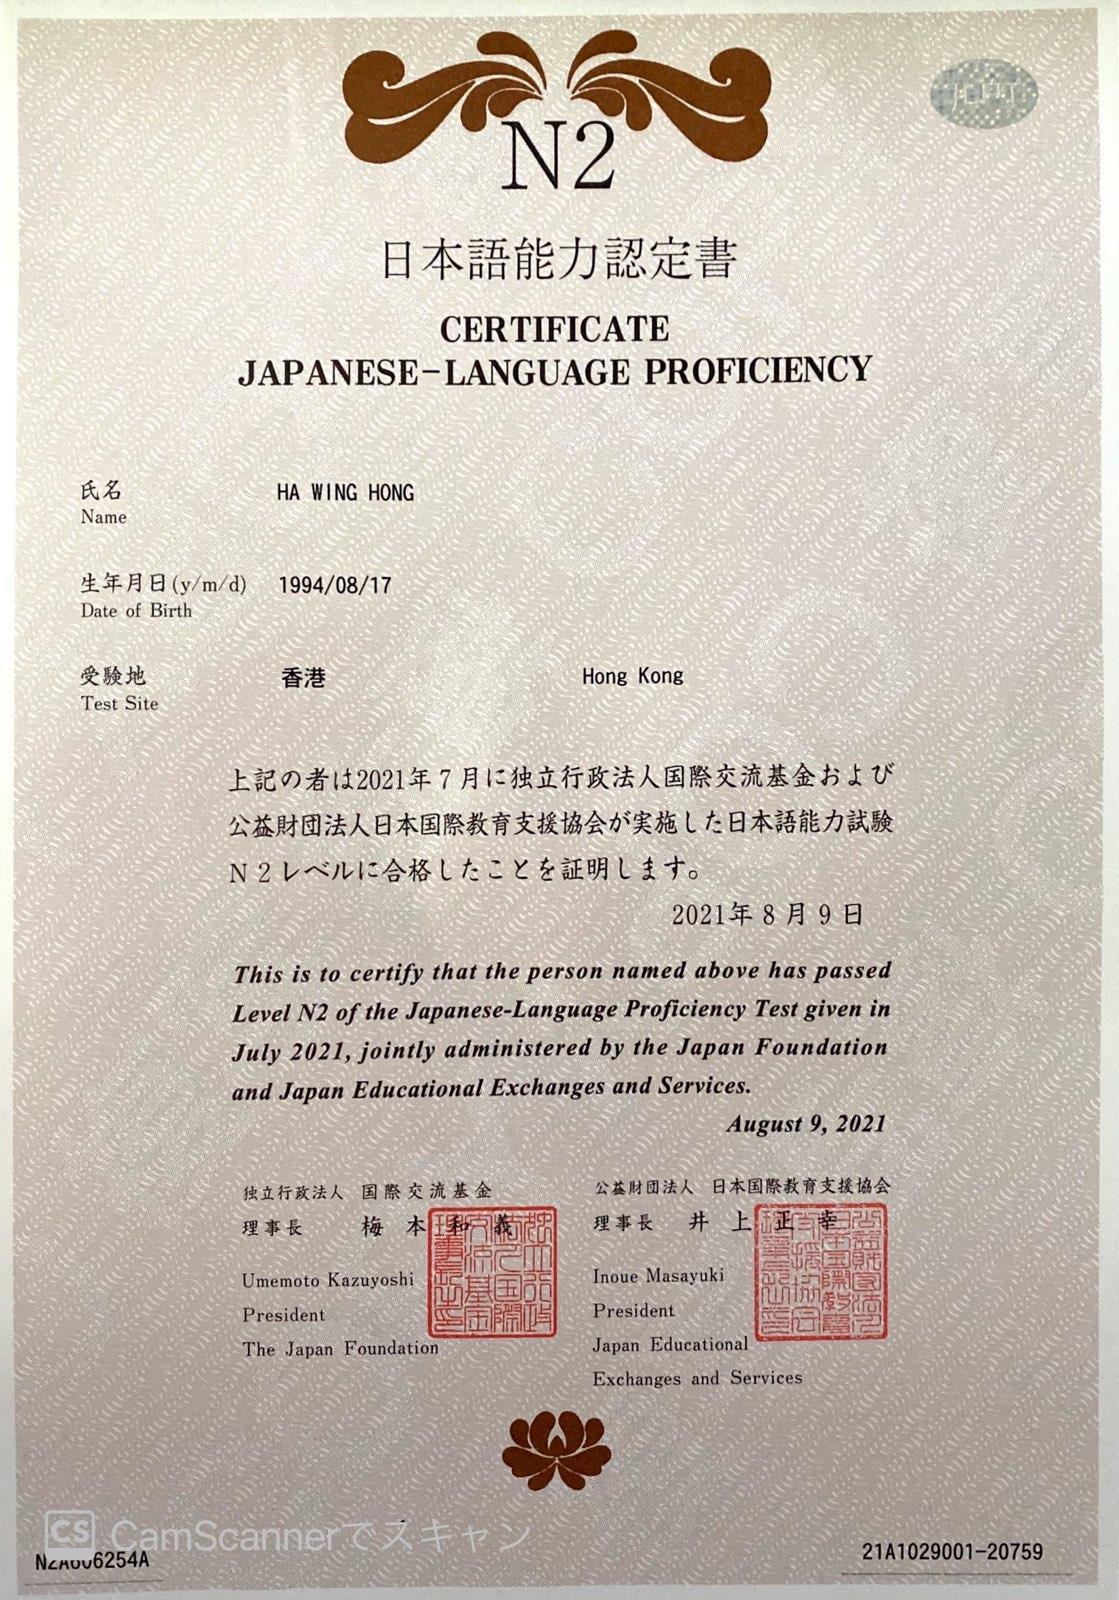 N2
日本語能力認定書
CERTIFICATE
JAPANESE-LANGUAGE PROFICIENCY
氏名 HA WING HONG
Name
生年月日(y/m/d) 1994/08/17
Date of Birth
受験地 香港 Hong Kong
Test Site
上記の者は2021年7月に独立行政法人国際交流基金および
公益財団法人日本国際教育支援協会が実施した日本語能力試験
N2レベルに合格したことを証明します。
2021年8月9日
This is to certify that the person named above has passed
Level N2 of the Japanese-Language Proficiency Test given in
July 2021, jointly administered by the Japan Foundation
and Japan Educational Exchanges and Services.
August 9, 2021
独立行政法人 国際交流基金
理事長 梅本和義
Umemoto Kazuyoshi
President
The Japan Foundation
公益財団法人 日本国際教育支援協会
理事長 井上正幸
Inoue Masayuki
President
Japan Educational
Exchanges and Services
CS CamScannerでスキャン
21A1029001-20759